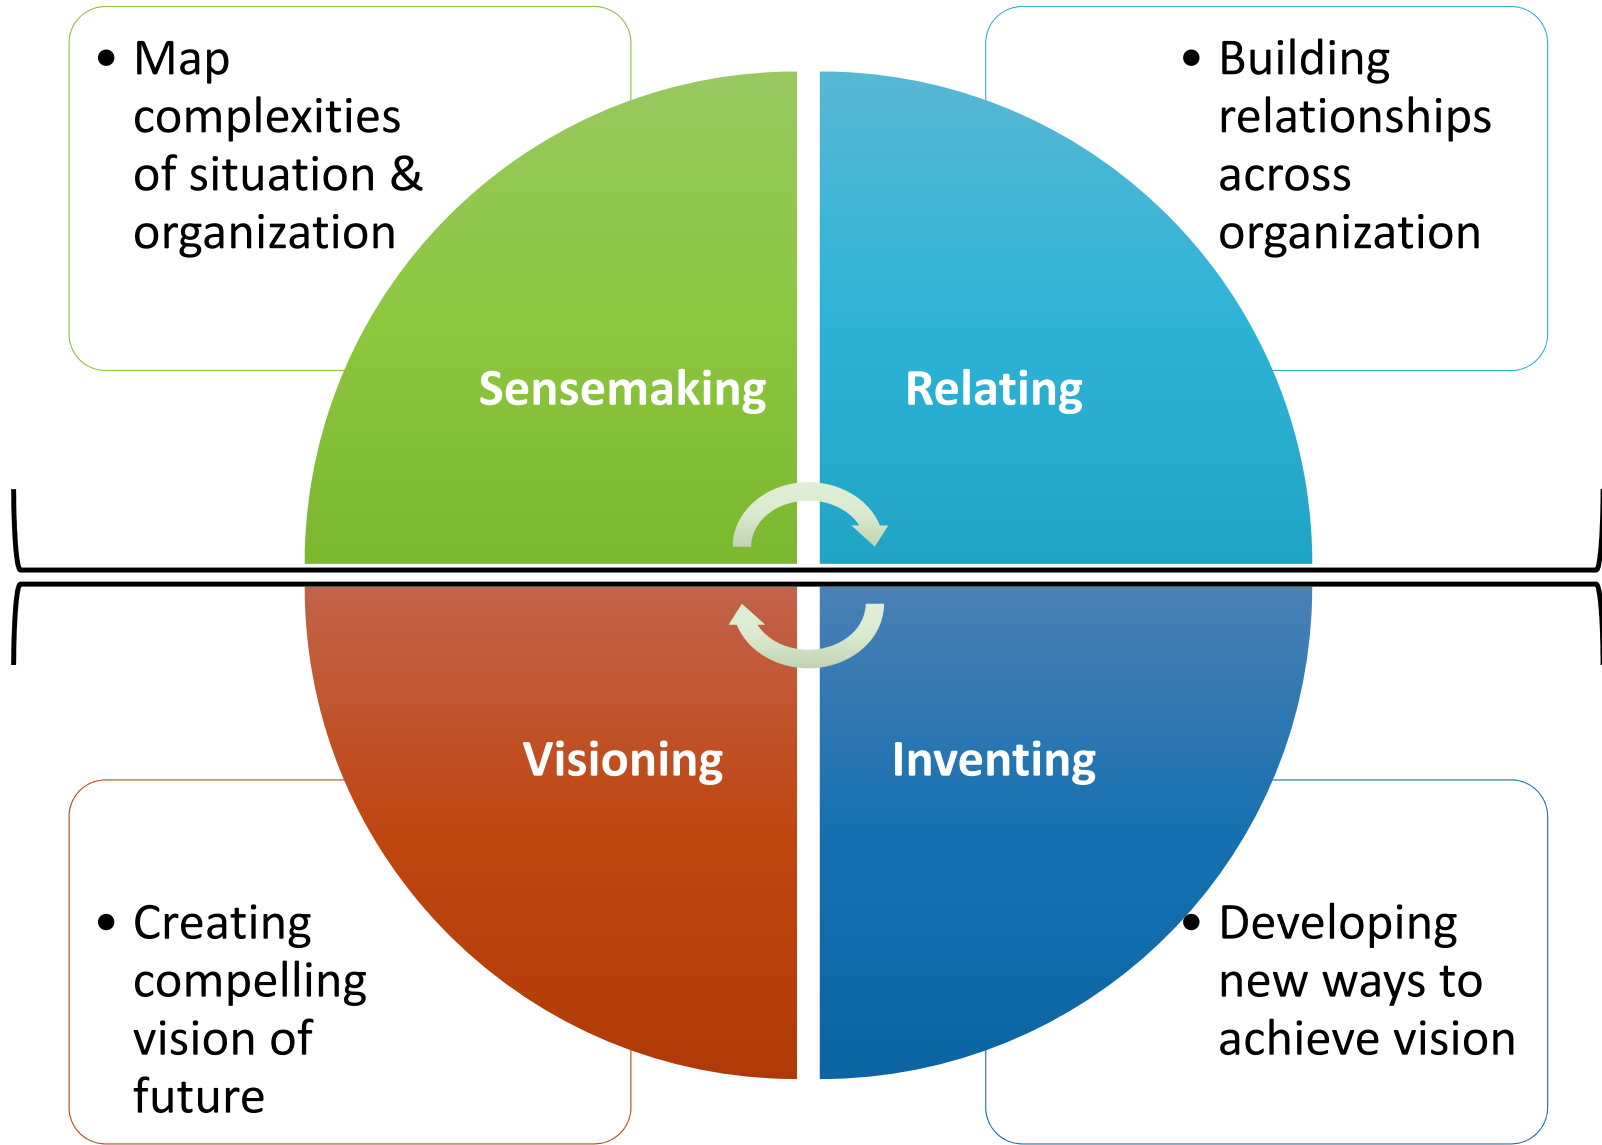 • Map
complexities
of situation &
organization
• Building
relationships
across
organization
Sensemaking
Relating
Visioning
Inventing
• Creating
compelling
vision of
future
• Developing
new ways to
achieve vision